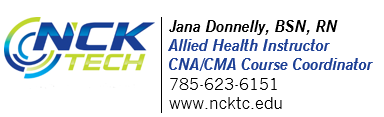 NCK
TECH
Jana Donnelly, BSN, RN
Allied Health Instructor
CNA/CMA Course Coordinator
785-623-6151
www.ncktc.edu